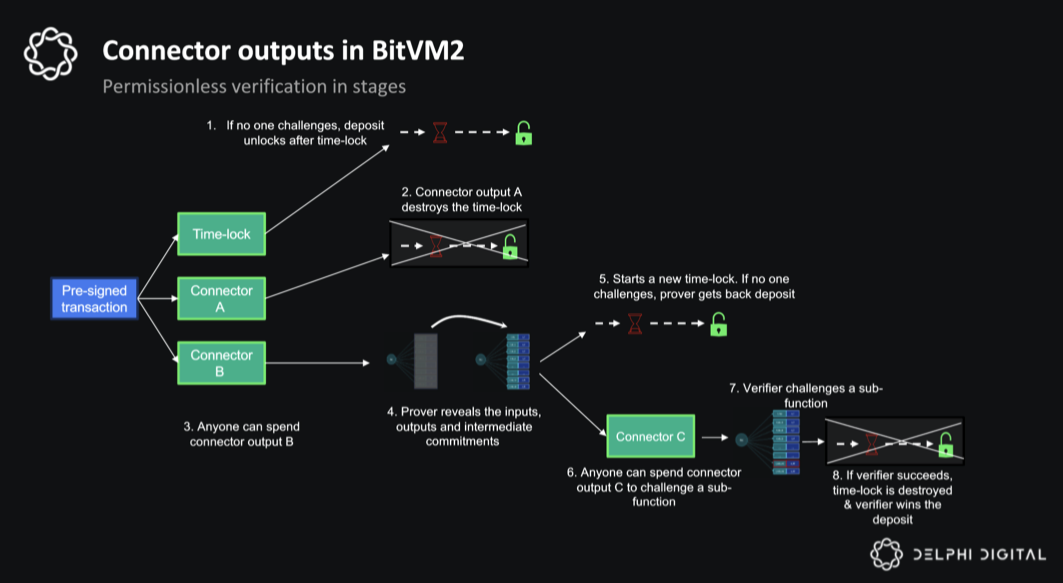 Connector outputs in BitVM2
Permissionless verification in stages
1. If no one challenges, deposit
unlocks after time-lock
2. Connector output A
destroys the time-lock
Time-lock
Pre-signed
transaction
Connector
A
Connector
B
3. Anyone can spend
connector output B
4. Prover reveals the inputs,
outputs and intermediate
commitments
5. Starts a new time-lock. If no one
challenges, prover gets back deposit
Connector C
6. Anyone can spend connector
output C to challenge a sub-
function
7. Verifier challenges a sub-
function
8. If verifier succeeds,
time-lock is destroyed
& verifier wins the
deposit
DELPHI DIGITAL